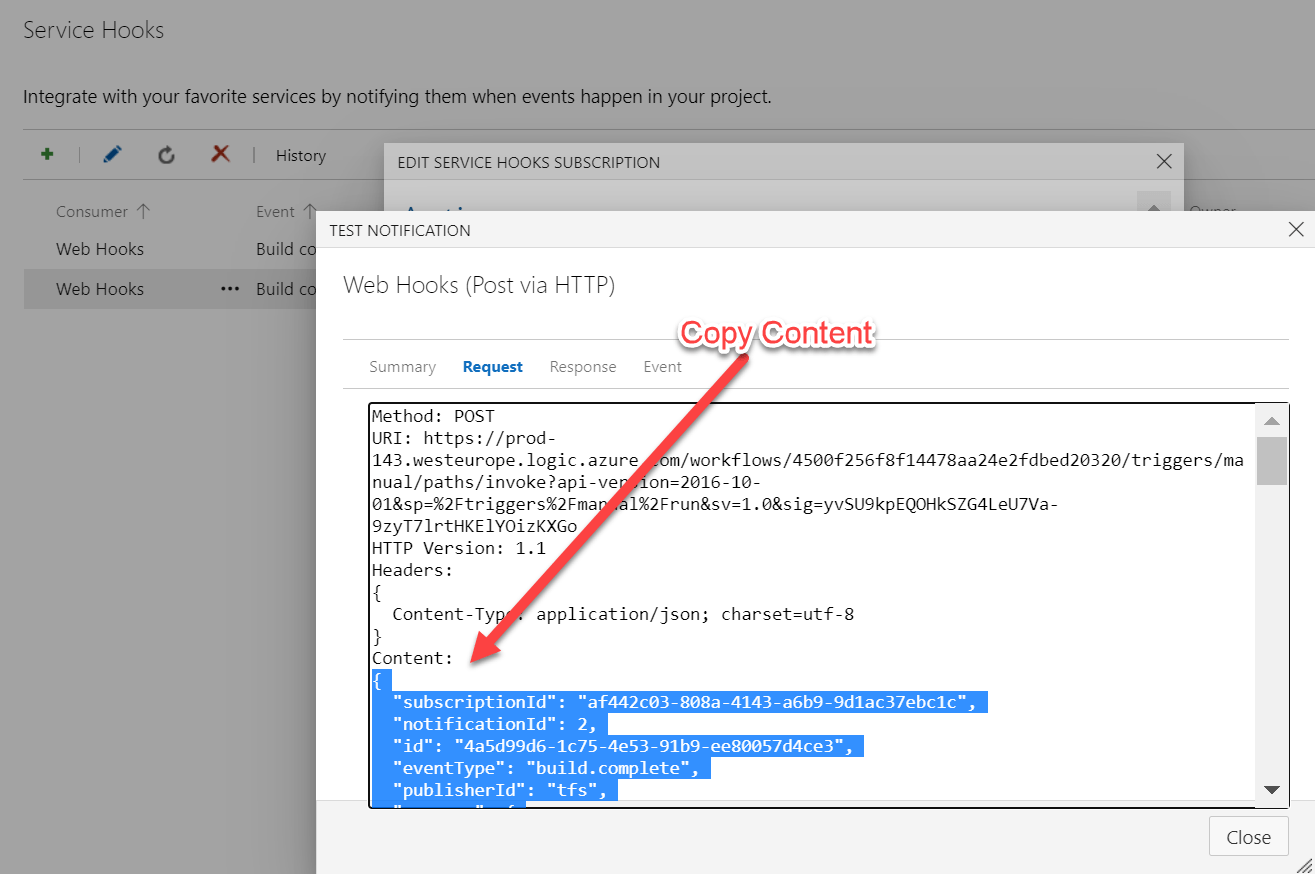 Service Hooks
Integrate with your favorite services by notifying them when events happen in your project.
History
EDIT SERVICE HOOKS SUBSCRIPTION
Consumer
Event
Owner
Web Hooks
Build co
Web Hooks
Build co
TEST NOTIFICATION
Web Hooks (Post via HTTP)
Copy Content
Summary
Request
Response
Event
Method: POST
URI: https://prod-
143.westeurope.logic.azure.com/workflows/4500f256f8f14478aa24e2fdbed20320/triggers/ma
nual/paths/invoke?api-version=2016-10-
01&sp=%2Ftriggers%2Fmanual%2Frun&sv=1.0&sig=yvSU9kpEQOHkSZG4LeU7Va-
9zyT7lrtHKElYOizKXGo
HTTP Version: 1.1
Headers:
{
Content-Type: application/json; charset=utf-8
}
Content:
{
"subscriptionId": "af442c03-808a-4143-a6b9-9d1ac37ebc1c",
"notificationId": 2,
"id": "4a5d99d6-1c75-4e53-91b9-ee80057d4ce3",
"eventType": "build.complete",
"publisherId": "tfs",
Close